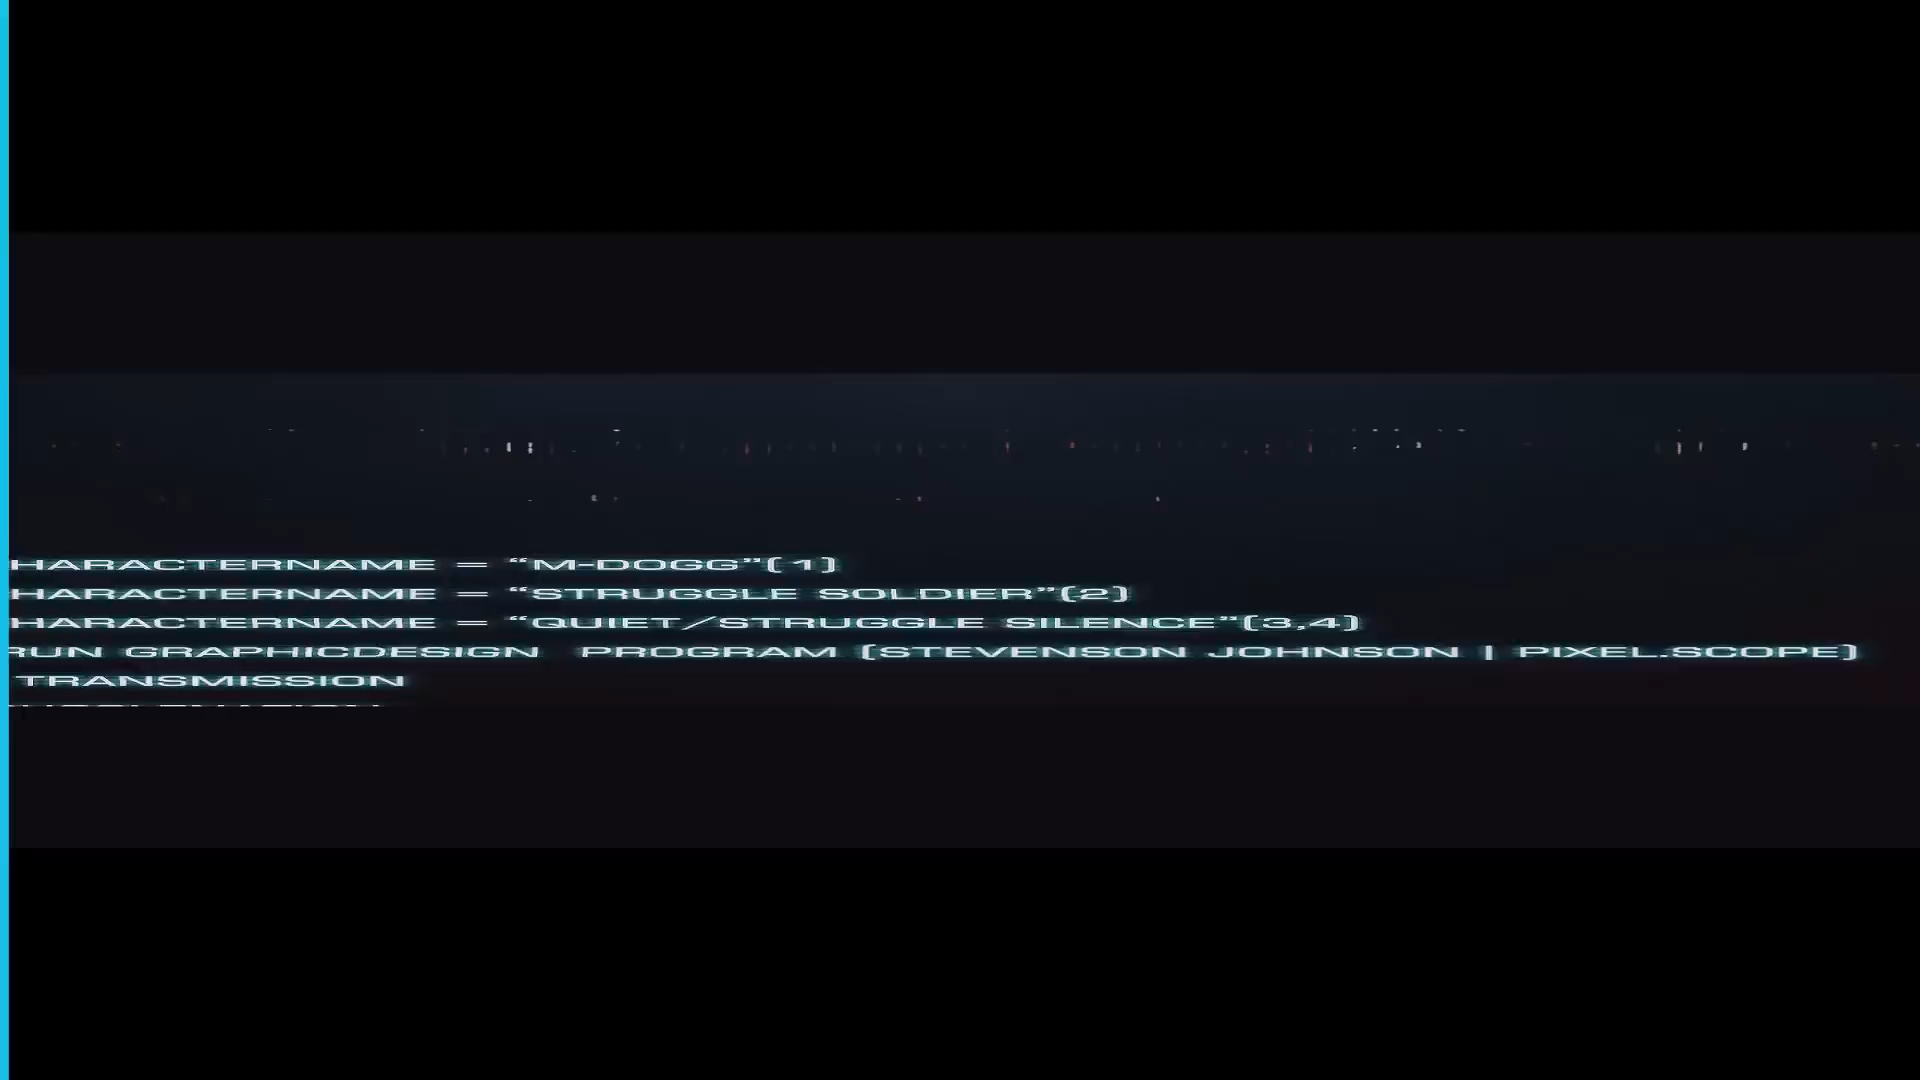 HARACTERNAME = “M-DOGG”(1)
HARACTERNAME = “STRUGGLE SOLDIER”(2)
HARACTERNAME = “QUIET/STRUGGLE SILENCE”(3,4)
RUN GRAPHICDESIGN PROGRAM (STEVENSON JOHNSON | PIXEL.SCOPE)
TRANSMISSION